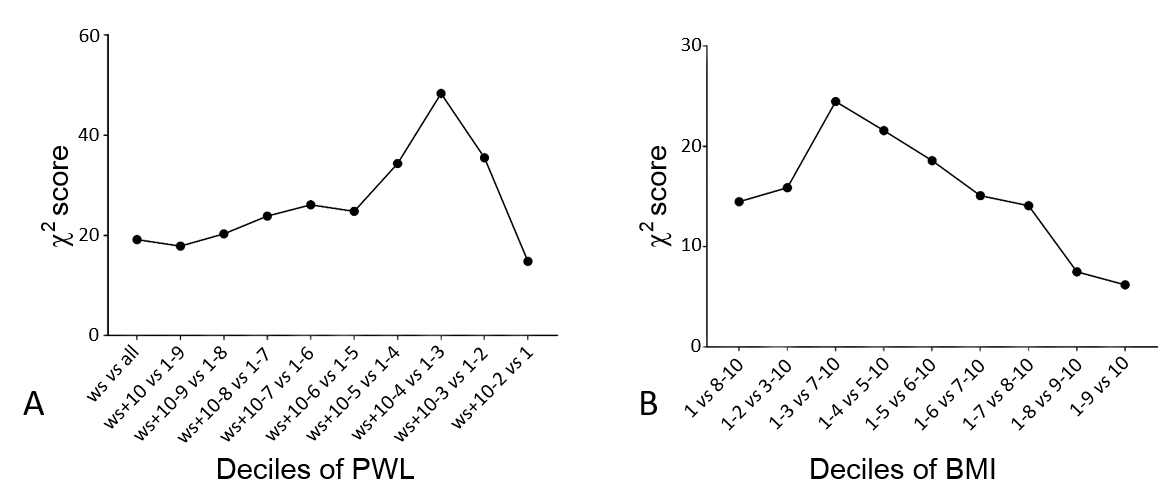 60
40
20
0
χ² score
ws vs all
ws+10 vs 1-9
ws+10-9 vs 1-8
ws+10-8 vs 1-7
ws+10-7 vs 1-6
ws+10-6 vs 1-5
ws+10-5 vs 1-4
ws+10-4 vs 1-3
ws+10-3 vs 1-2
ws+10-2 vs 1
A
Deciles of PWL
30
20
10
0
χ² score
1 vs 8-10
1-2 vs 3-10
1-3 vs 7-10
1-4 vs 5-10
1-5 vs 6-10
1-6 vs 7-10
1-7 vs 8-10
1-8 vs 9-10
1-9 vs 10
B
Deciles of BMI